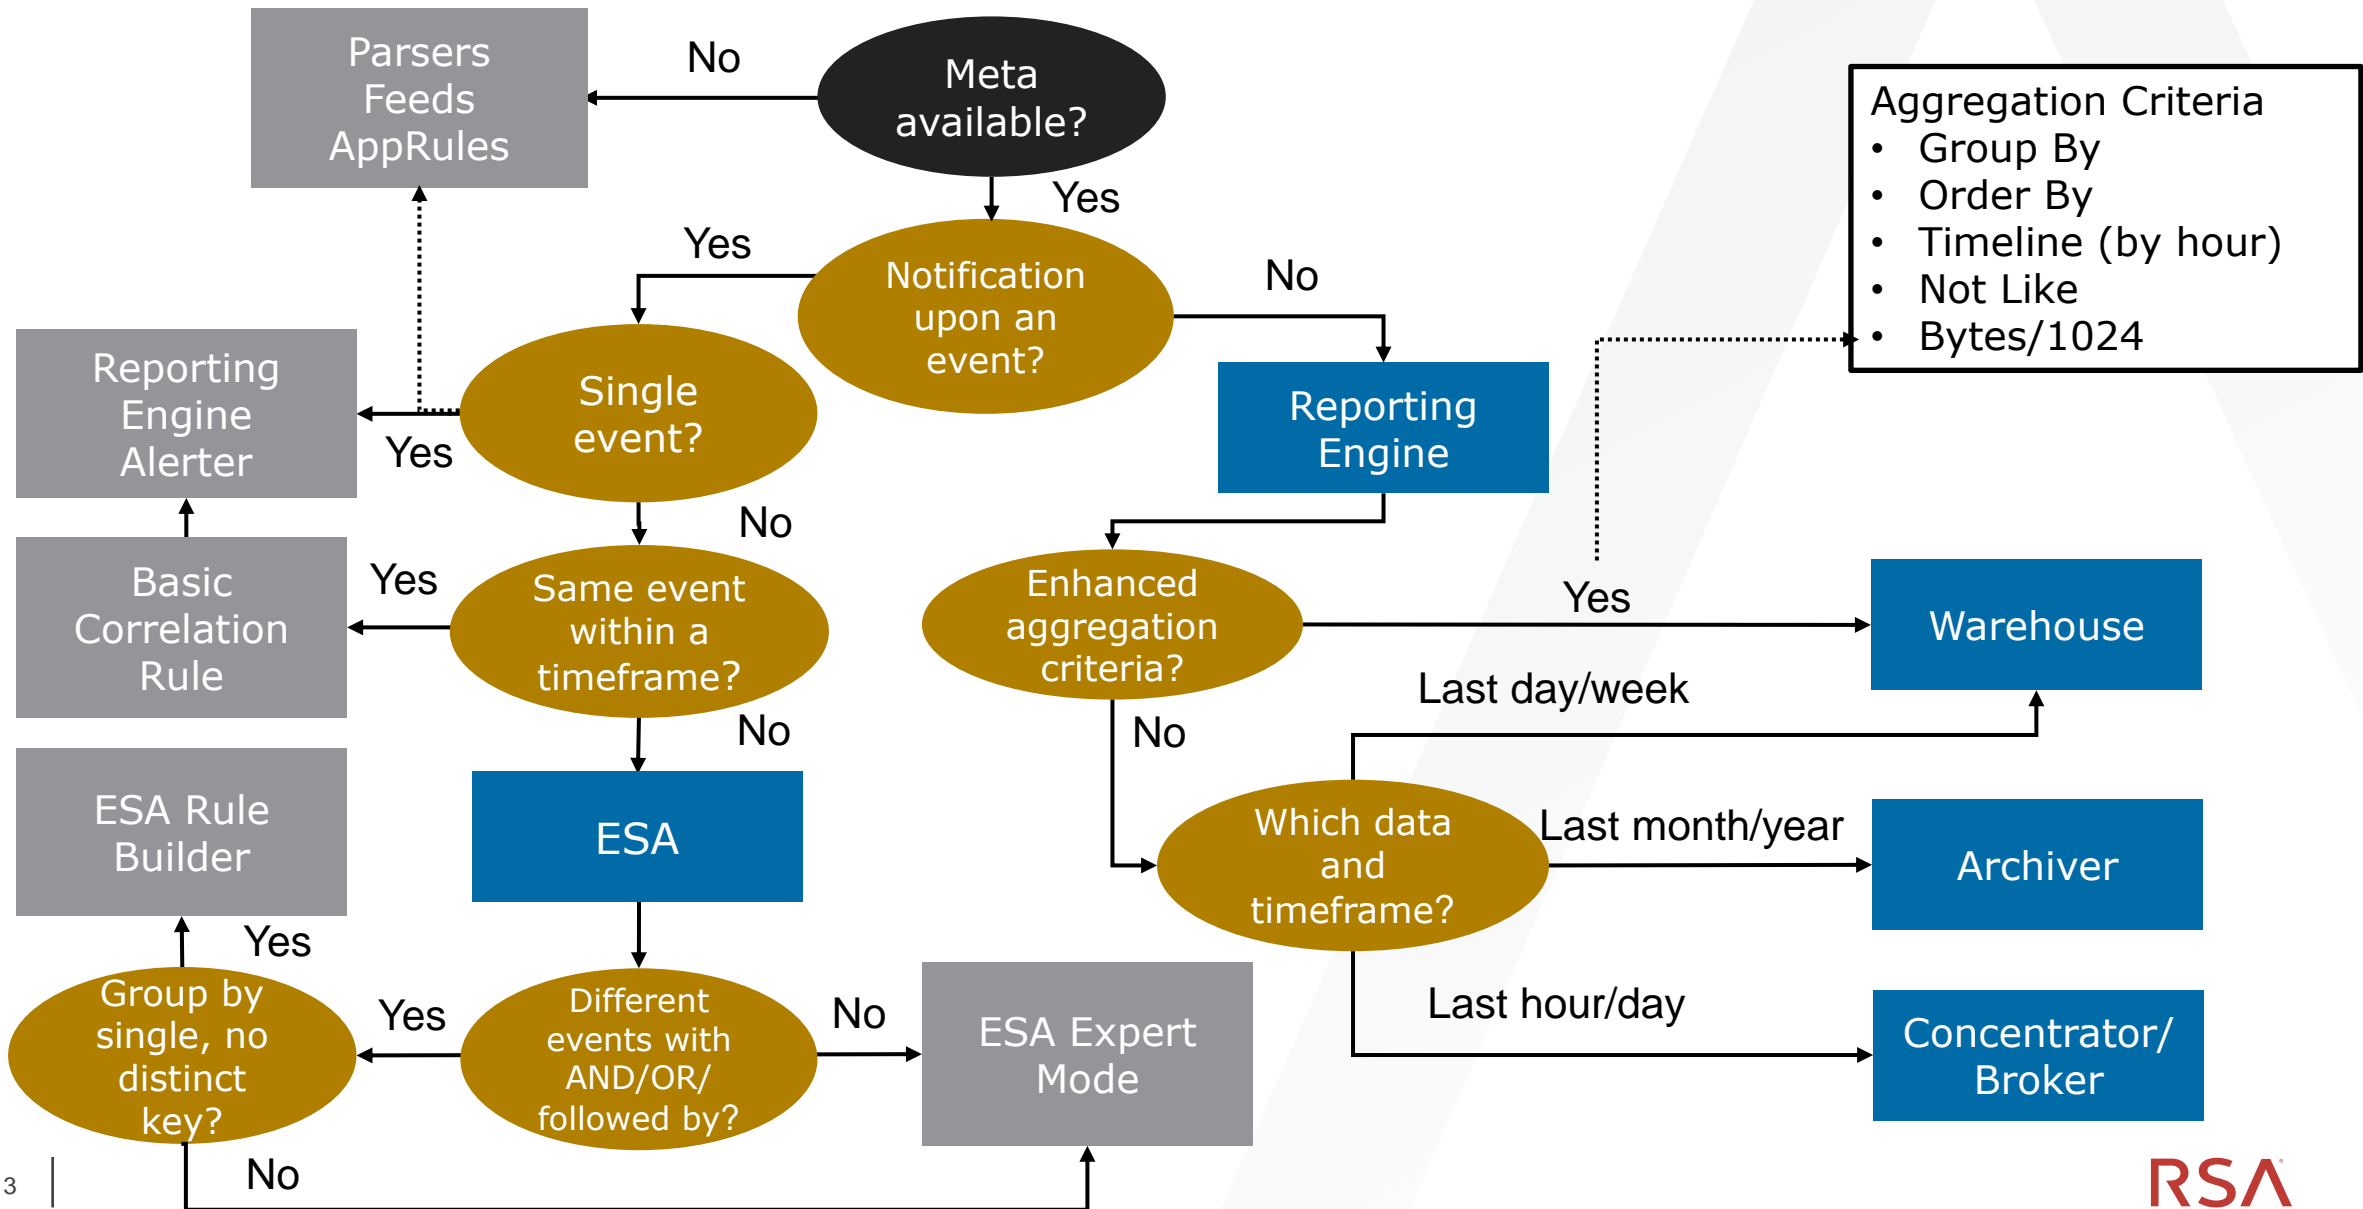 Parsers
Feeds
AppRules
No
Meta
available?
Yes
Aggregation Criteria
• Group By
• Order By
• Timeline (by hour)
• Not Like
• Bytes/1024
Yes
Notification
upon an
event?
No
Reporting
Engine
Alerter
Yes
Single
event?
Reporting
Engine
No
Basic
Correlation
Rule
Yes
Same event
within a
timeframe?
Enhanced
aggregation
criteria?
Yes
Warehouse
Last day/week
No
No
ESA Rule
Builder
ESA
Which data
and
timeframe?
Last month/year
Archiver
Yes
Group by
single, no
distinct
key?
Yes
Different
events with
AND/OR/
followed by?
No
ESA Expert
Mode
Last hour/day
Concentrator/
Broker
No
3
RSA